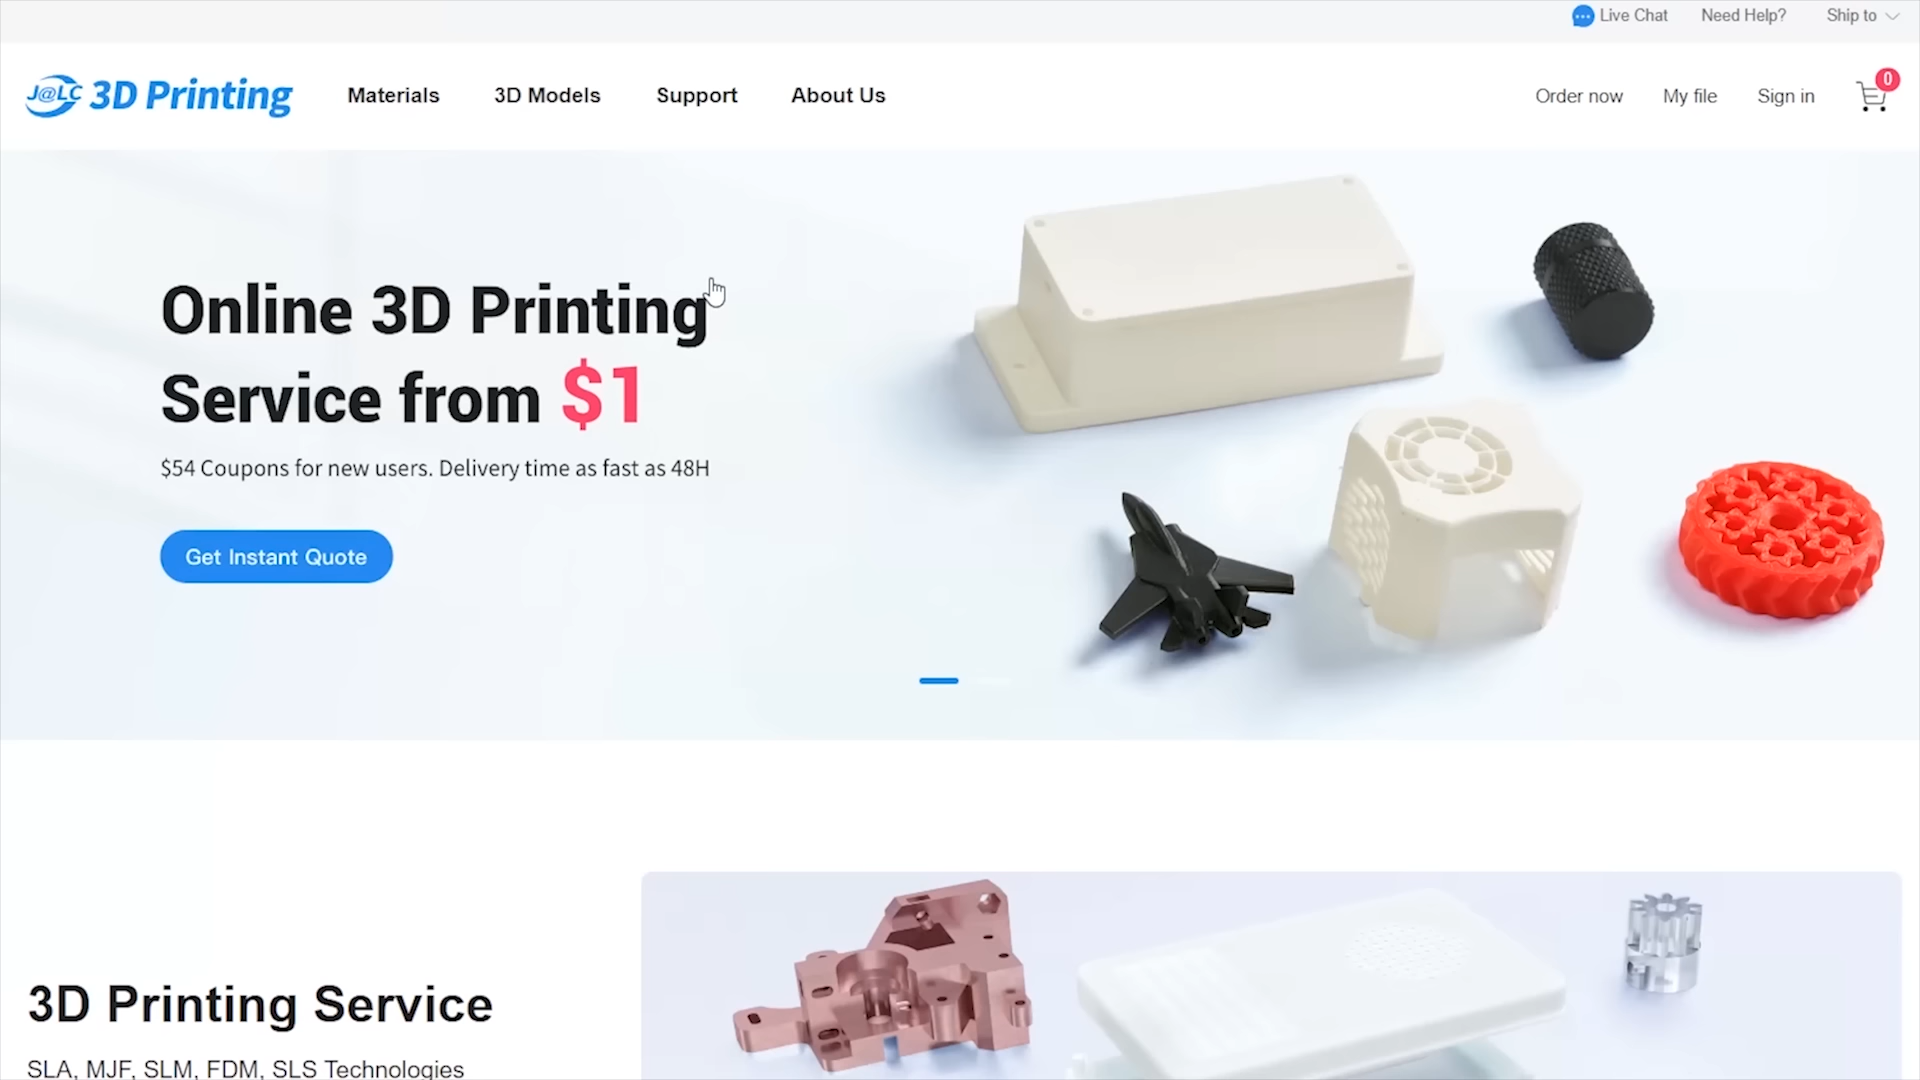 Live Chat
Need Help?
Ship to
J@LC 3D Printing
Materials
3D Models
Support
About Us
Order now
My file
Sign in
0
Online 3D Printing
Service from $1
$54 Coupons for new users. Delivery time as fast as 48H
Get Instant Quote
3D Printing Service
SLA, MJF, SLM, FDM, SLS Technologies